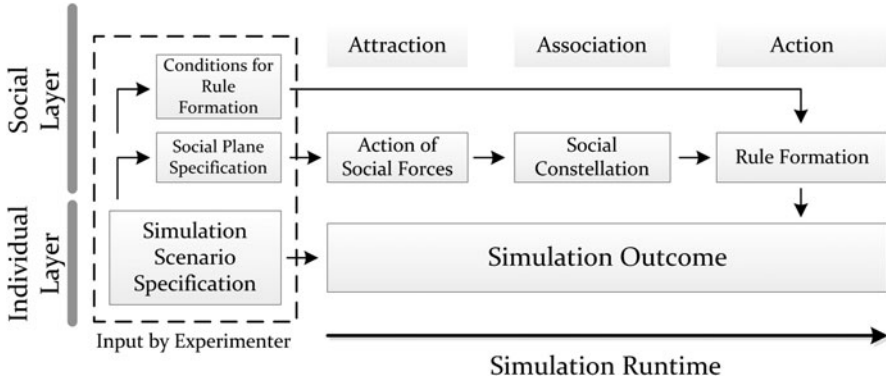 Social
Layer
Individual
Layer
Attraction
Association
Action
Conditions for
Rule
Formation
Social Plane
Specification
Action of
Social Forces
Social
Constellation
Rule Formation
Simulation
Scenario
Specification
Simulation Outcome
Input by Experimenter
Simulation Runtime